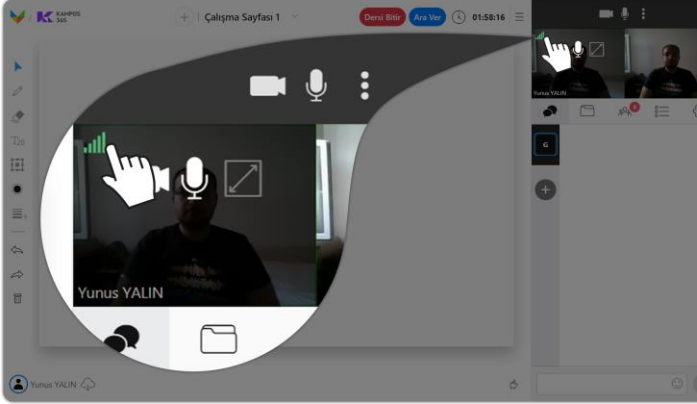 KAMPUS
365
Çalışma Sayfası 1
Dersi Bitir
Ara Ver
01:58:16
Yunus YALIN
Yunus YALIN
G
Yunus YALIN